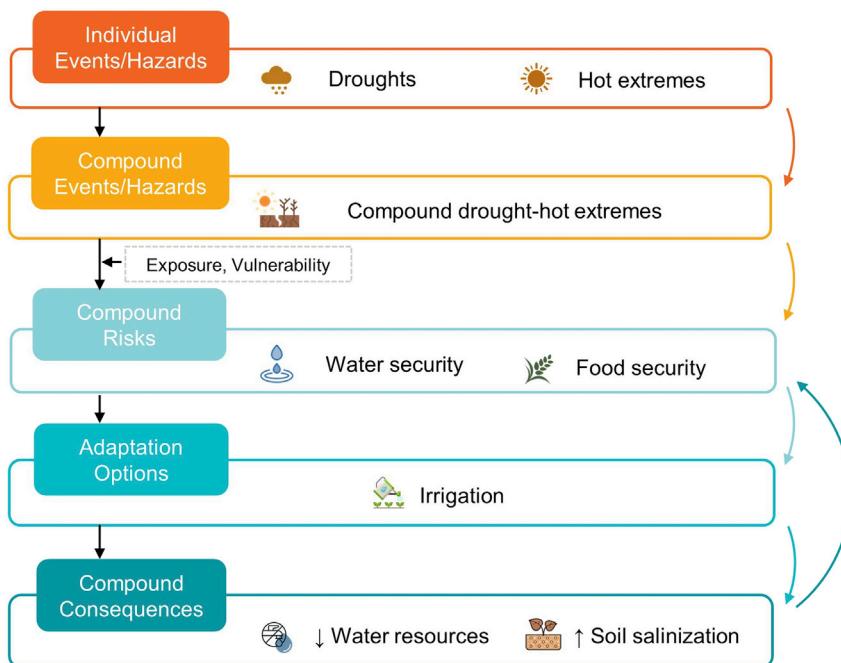 Individual
Events/Hazards
Droughts
Hot extremes
Compound
Events/Hazards
Compound drought-hot extremes
Exposure, Vulnerability
Compound
Risks
Water security
Food security
Adaptation
Options
Irrigation
Compound
Consequences
↓ Water resources
↑ Soil salinization